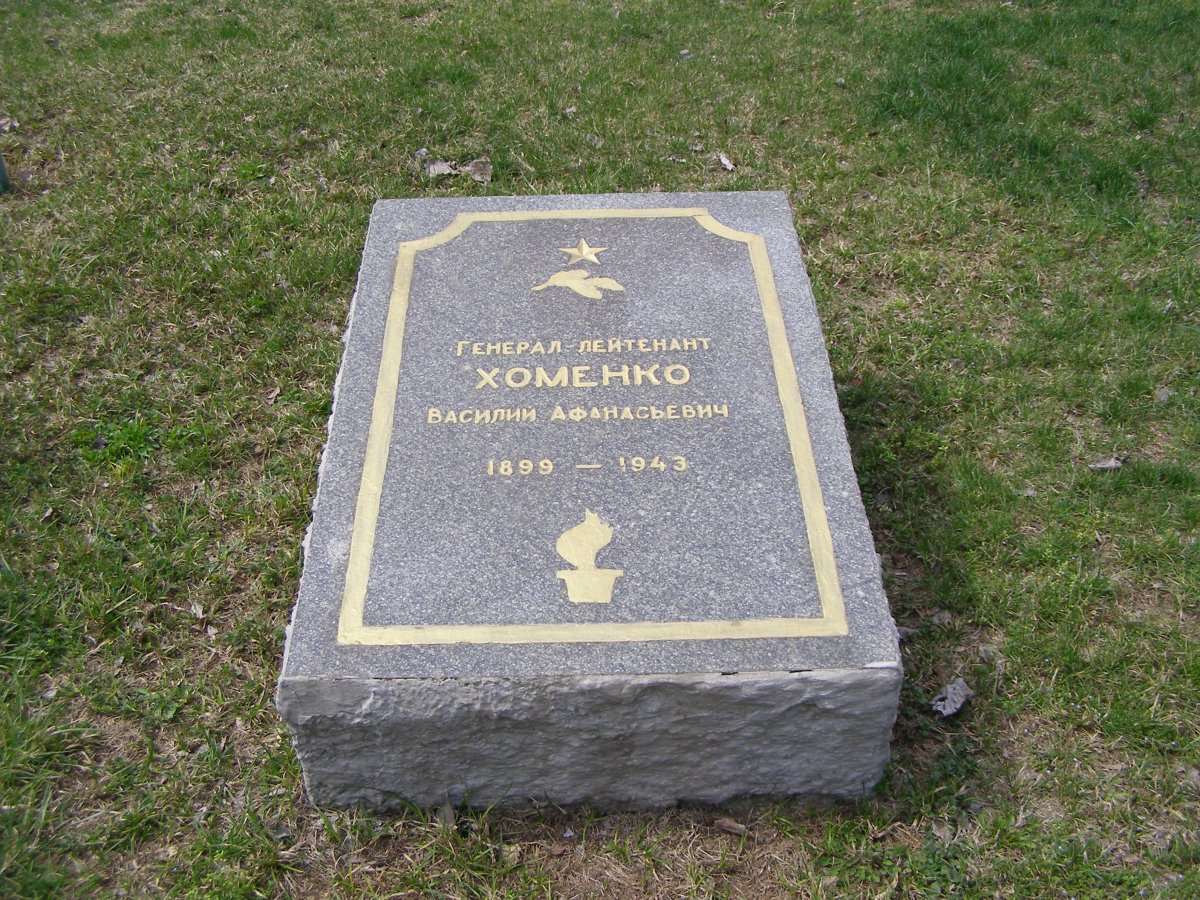 Генерал лейтенант
ХОМЕНКО
Василий Афанасьевич
1899 — 1943